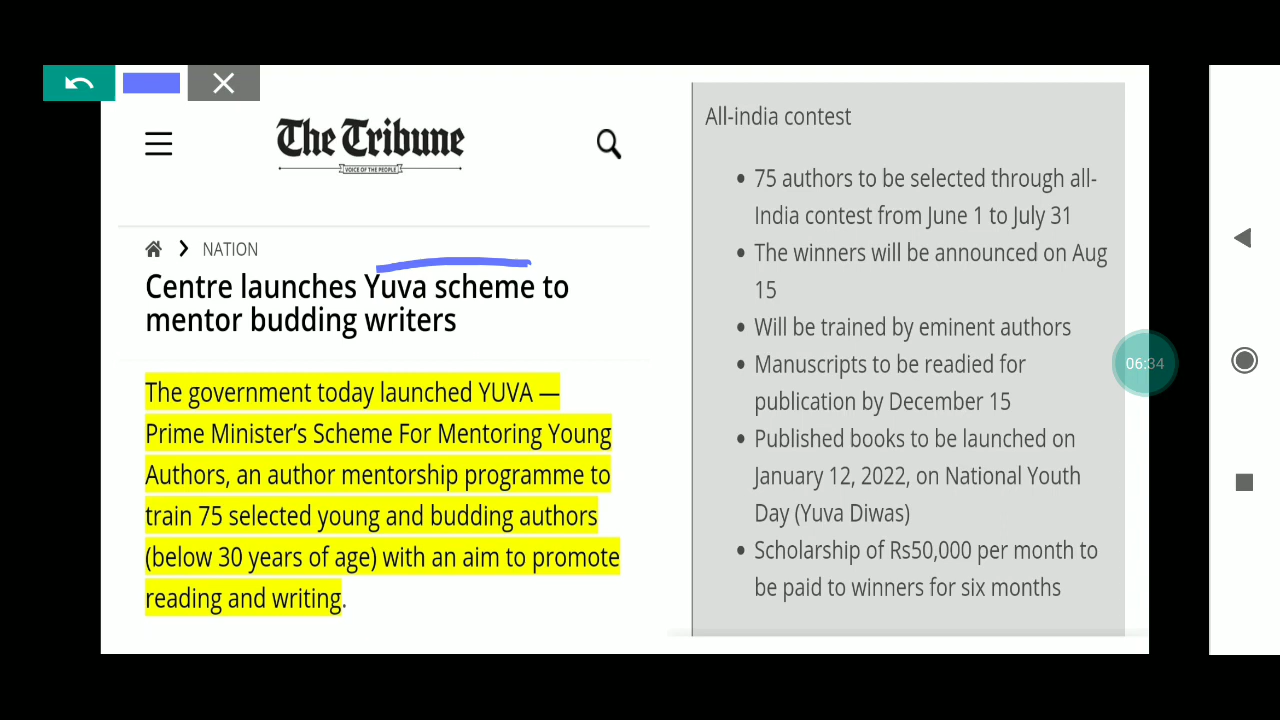 The Tribune
VOICE OF THE PEOPLE
NATION
Centre launches Yuva scheme to
mentor budding writers
The government today launched YUVA —
Prime Minister's Scheme For Mentoring Young
Authors, an author mentorship programme to
train 75 selected young and budding authors
(below 30 years of age) with an aim to promote
reading and writing.
All-india contest
• 75 authors to be selected through all-
India contest from June 1 to July 31
• The winners will be announced on Aug
15
• Will be trained by eminent authors
• Manuscripts to be readied for
publication by December 15
• Published books to be launched on
January 12, 2022, on National Youth
Day (Yuva Diwas)
• Scholarship of Rs50,000 per month to
be paid to winners for six months
06:34